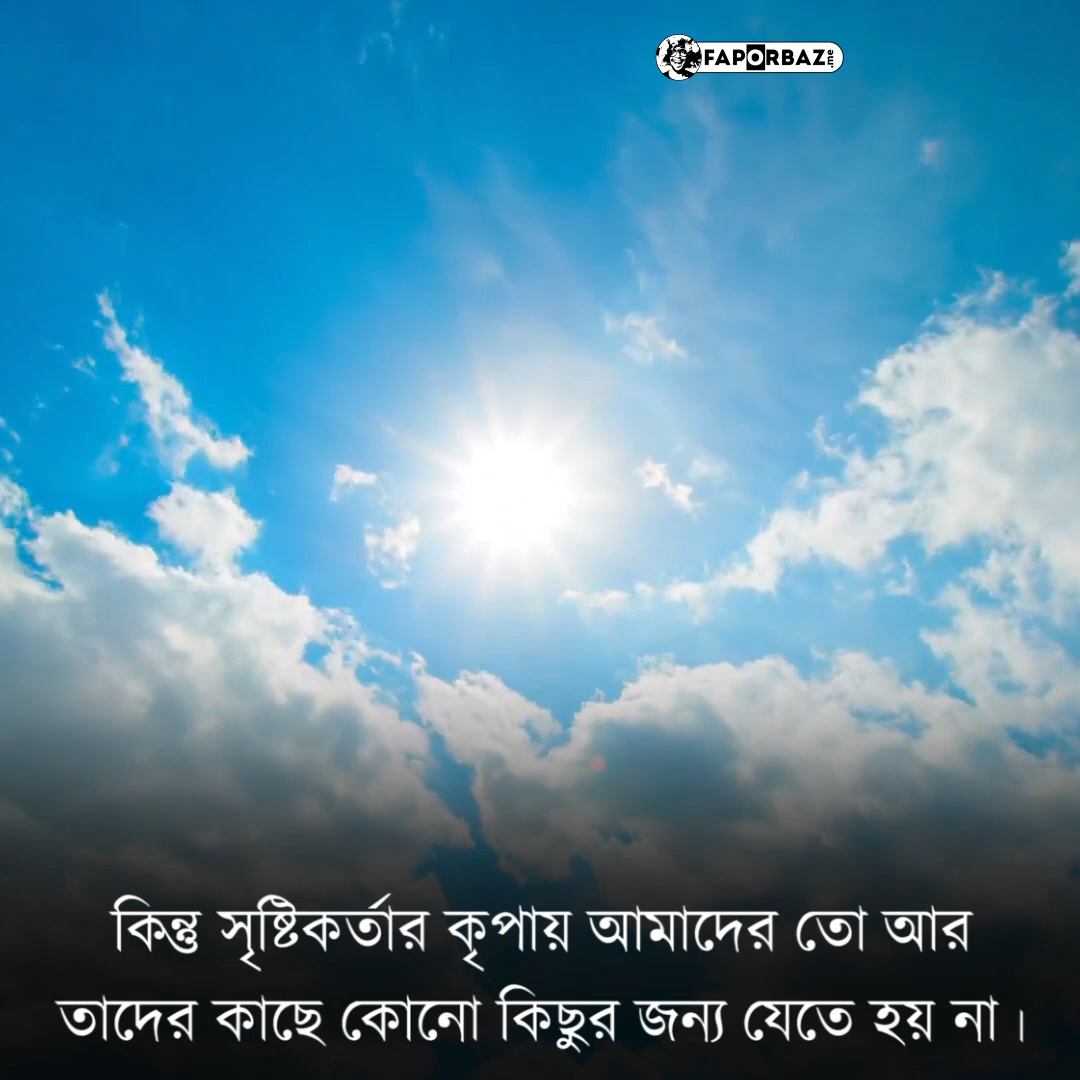 FAPORBAZ.me
কিন্তু সৃষ্টিকর্তার কৃপায় আমাদের তো আর
তাদের কাছে কোনো কিছুর জন্য যেতে হয় না।